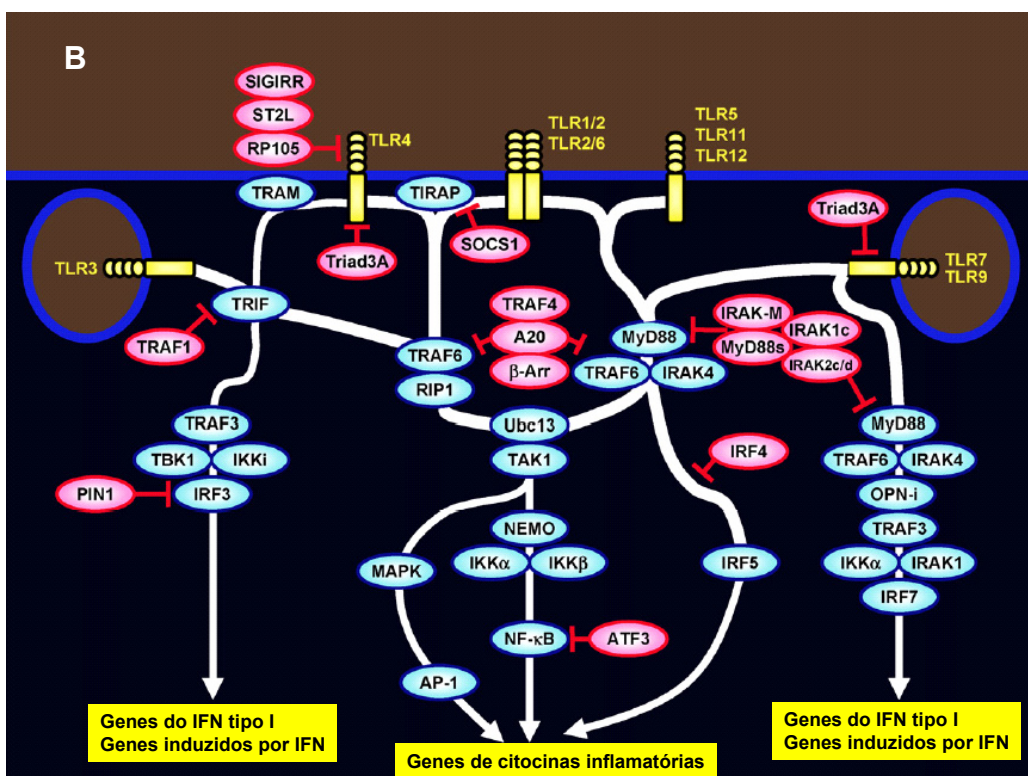 B
SIGIRR
ST2L
RP105
TLR4
TLR1/2
TLR2/6
TLR5
TLR11
TLR12
TRAM
TIRAP
SOCS1
Triad3A
Triad3A
TLR3
TLR7
TLR9
TRIF
TRAF1
TRAF4
A20
β-Arr
TRAF6
RIP1
MyD88
TRAF6
IRAK4
IRAK-M
IRAK1c
MyD88s
IRAK2c/d
Ubc13
TAK1
TRAF3
TBK1
IKKi
PIN1
IRF3
IRF4
MyD88
TRAF6
IRAK4
OPN-i
TRAF3
IKKα
IRAK1
IRF7
NEMO
IKKα
IKKβ
MAPK
IRF5
NF-κB
ATF3
AP-1
Genes do IFN tipo I
Genes induzidos por IFN
Genes de citocinas inflamatórias
Genes do IFN tipo I
Genes induzidos por IFN